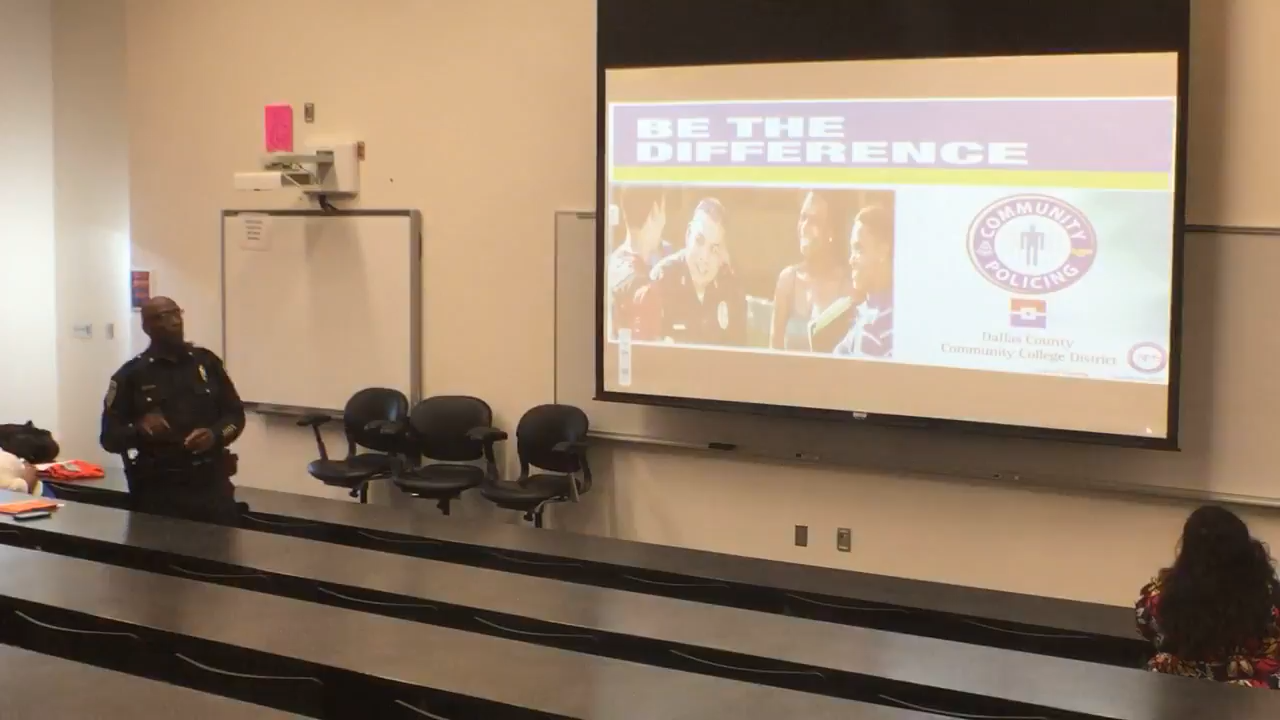 BE THE
DIFFERENCE
COMMUNITY
POLICING
Dallas County
Community College District